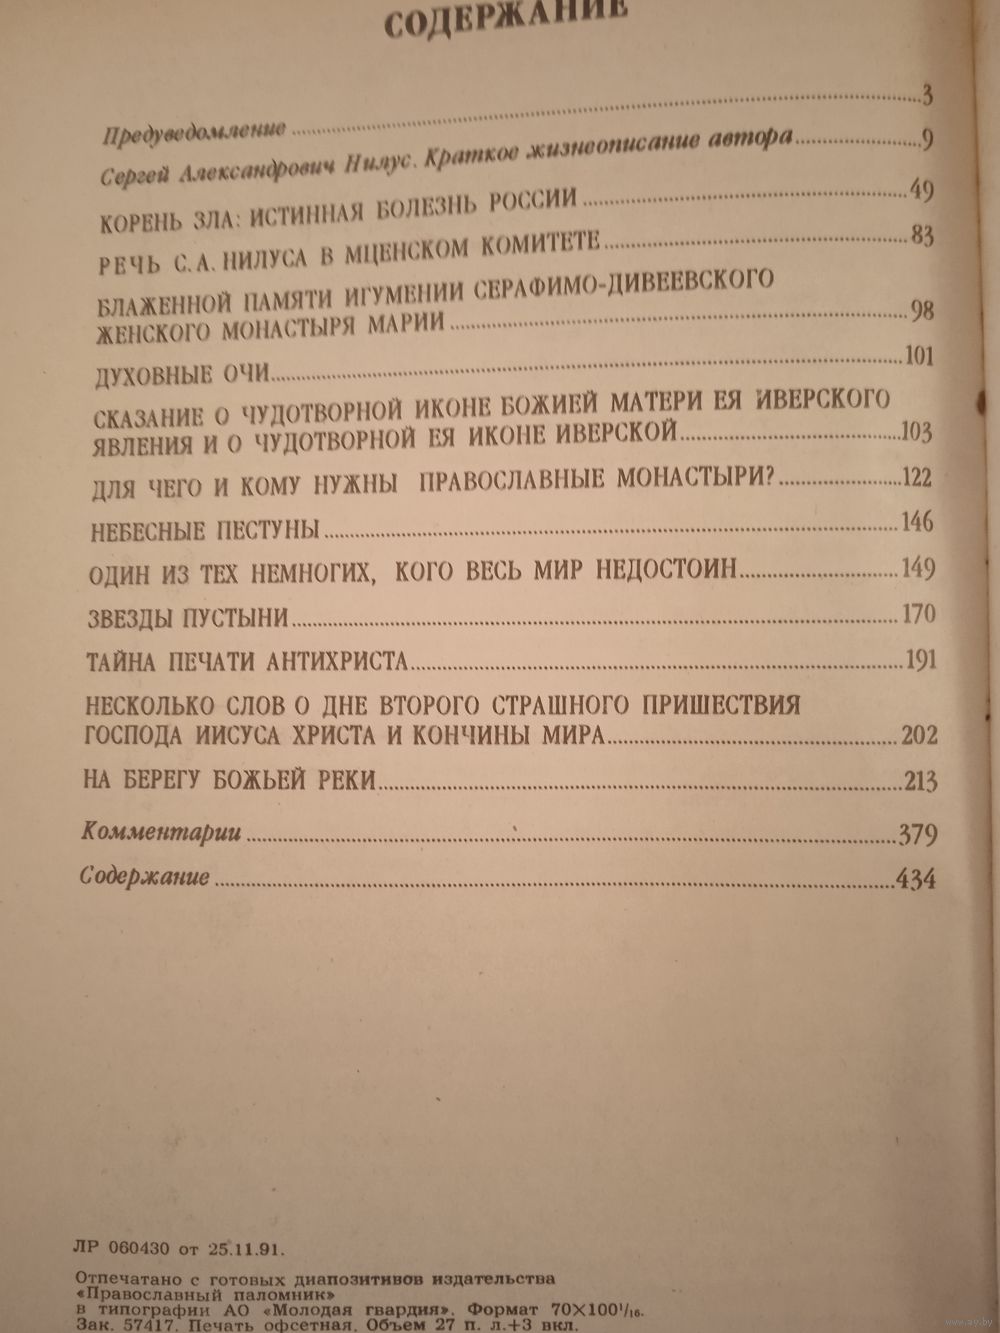 СОДЕРЖАНИЕ
Предуведомление ........ 3
Сергей Александрович Нилус. Краткое жизнеописание автора ........ 9
КОРЕНЬ ЗЛА: ИСТИННАЯ БОЛЕЗНЬ РОССИИ ........ 49
РЕЧЬ С. А. НИЛУСА В МЦЕНСКОМ КОМИТЕТЕ ........ 83
БЛАЖЕННОЙ ПАМЯТИ ИГУМЕНИИ СЕРАФИМО-ДИВЕЕВСКОГО
ЖЕНСКОГО МОНАСТЫРЯ МАРИИ ........ 98
ДУХОВНЫЕ ОЧИ ........ 101
СКАЗАНИЕ О ЧУДОТВОРНОЙ ИКОНЕ БОЖИЕЙ МАТЕРИ ЕЯ ИВЕРСКОГО
ЯВЛЕНИЯ И О ЧУДОТВОРНОЙ ЕЯ ИКОНЕ ИВЕРСКОЙ ........ 103
ДЛЯ ЧЕГО И КОМУ НУЖНЫ ПРАВОСЛАВНЫЕ МОНАСТЫРИ? ........ 122
НЕБЕСНЫЕ ПЕСТУНЫ ........ 146
ОДИН ИЗ ТЕХ НЕМНОГИХ, КОГО ВЕСЬ МИР НЕДОСТОИН ........ 149
ЗВЕЗДЫ ПУСТЫНИ ........ 170
ТАЙНА ПЕЧАТИ АНТИХРИСТА ........ 191
НЕСКОЛЬКО СЛОВ О ДНЕ ВТОРОГО СТРАШНОГО ПРИШЕСТВИЯ
ГОСПОДА ИИСУСА ХРИСТА И КОНЧИНЫ МИРА ........ 202
НА БЕРЕГУ БОЖЬЕЙ РЕКИ ........ 213
Комментарии ........ 379
Содержание ........ 434
ЛР 060430 от 25.11.91.
Отпечатано с готовых диапозитивов издательства
«Православный паломник»
в типографии АО «Молодая гвардия». Формат 70×100¹/₁₆.
Зак. 57417. Печать офсетная. Объем 27 п. л.+3 вкл.
www.ay.by